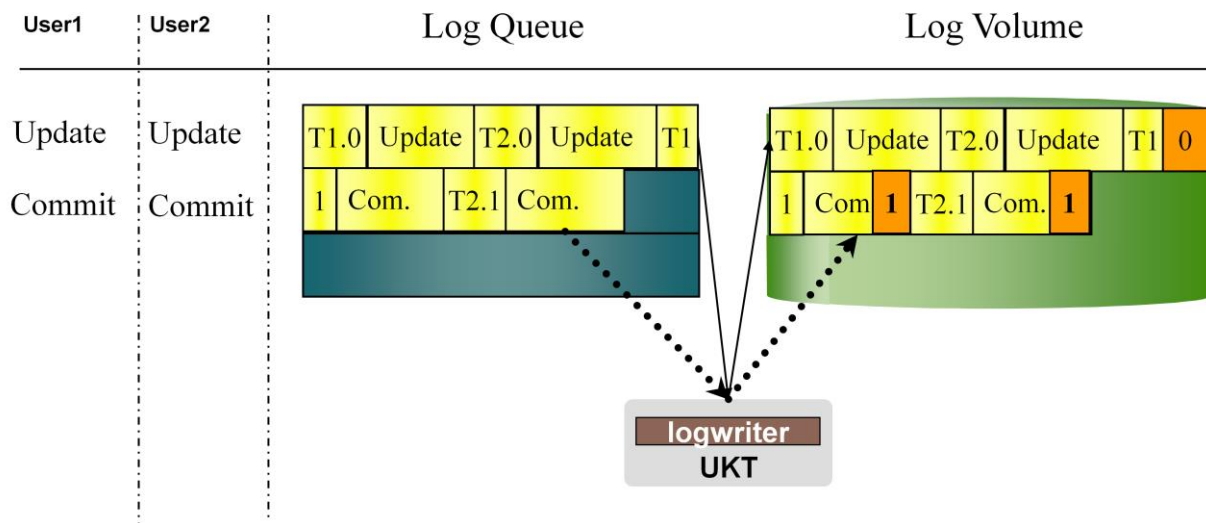 User1 User2 Log Queue Log Volume
Update Update T1.0 Update T2.0 Update T1 T1.0 Update T2.0 Update T1 0
Commit Commit 1 Com. T2.1 Com. 1 Com 1 T2.1 Com. 1
logwriter
UKT